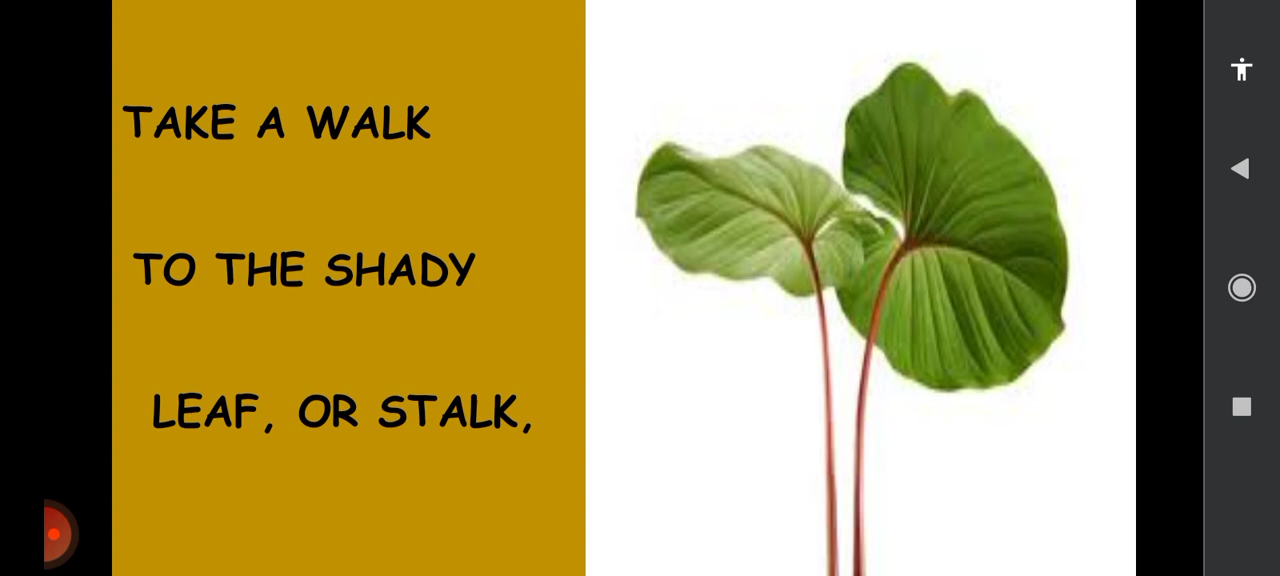 TAKE A WALK
TO THE SHADY
LEAF, OR STALK,